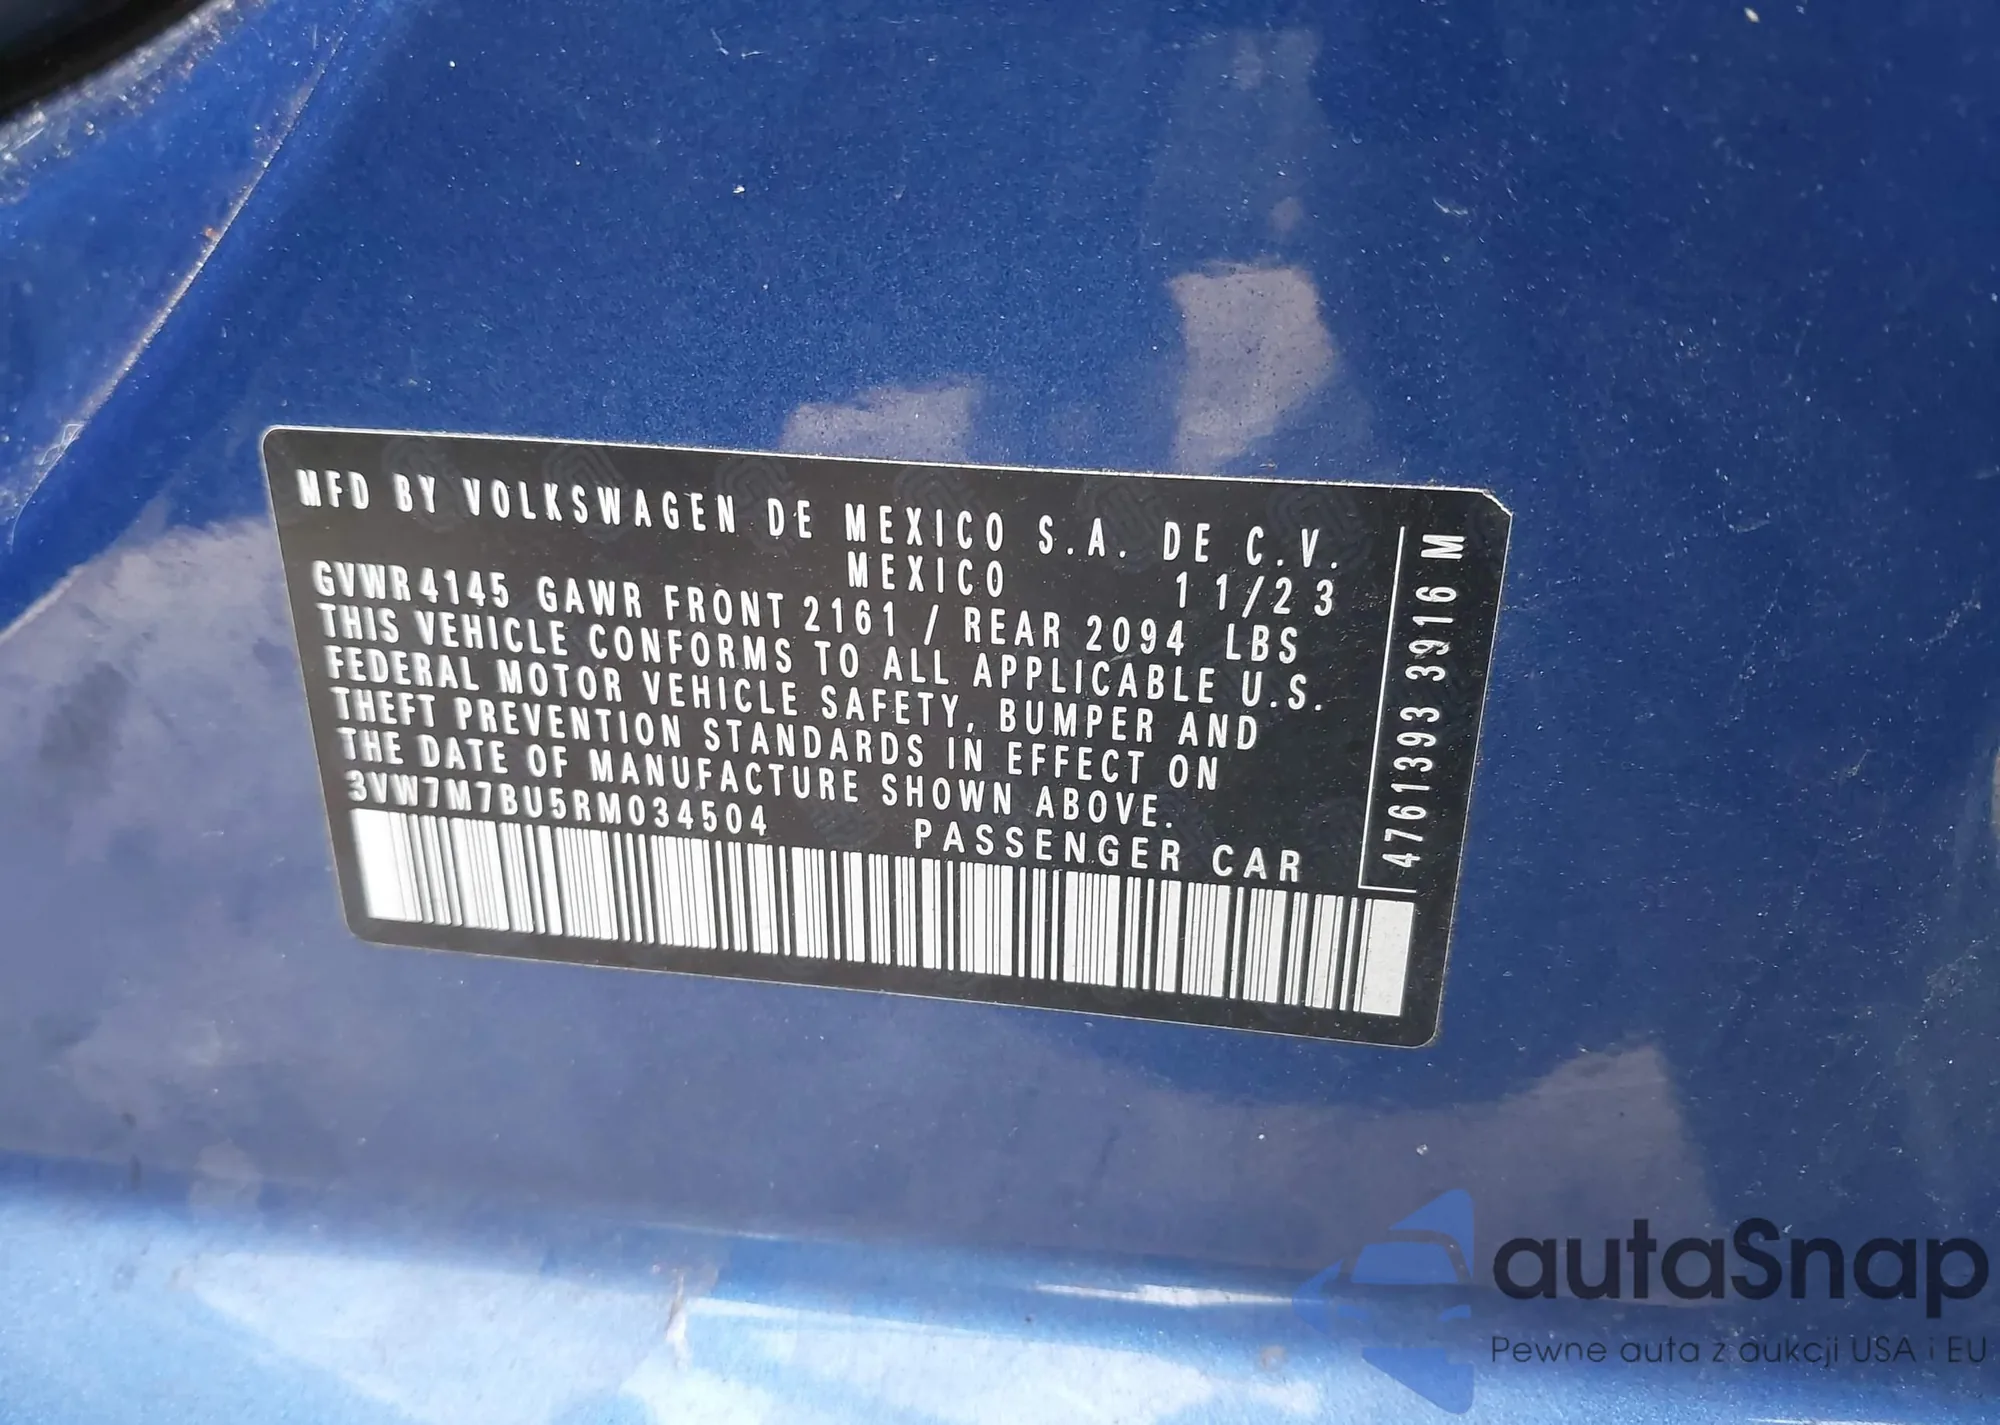 MFD BY VOLKSWAGEN DE MEXICO S.A. DE C.V.
MEXICO 11/23
GVWR4145 GAWR FRONT 2161 / REAR 2094 LBS
THIS VEHICLE CONFORMS TO ALL APPLICABLE U.S.
FEDERAL MOTOR VEHICLE SAFETY, BUMPER AND
THEFT PREVENTION STANDARDS IN EFFECT ON
THE DATE OF MANUFACTURE SHOWN ABOVE.
3VW7M7BU5RM034504 PASSENGER CAR
4761393 3916 M
autaSnap
Pewne auta z aukcji USA i EU